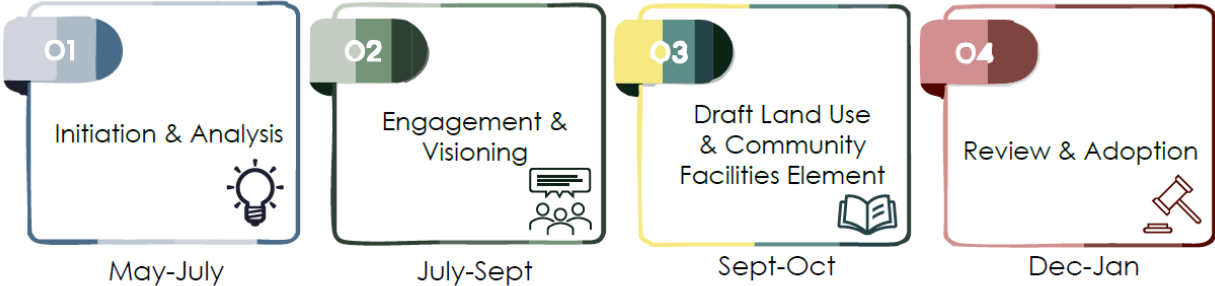 01
Initiation & Analysis
May-July
02
Engagement &
Visioning
July-Sept
03
Draft Land Use
& Community
Facilities Element
Sept-Oct
04
Review & Adoption
Dec-Jan